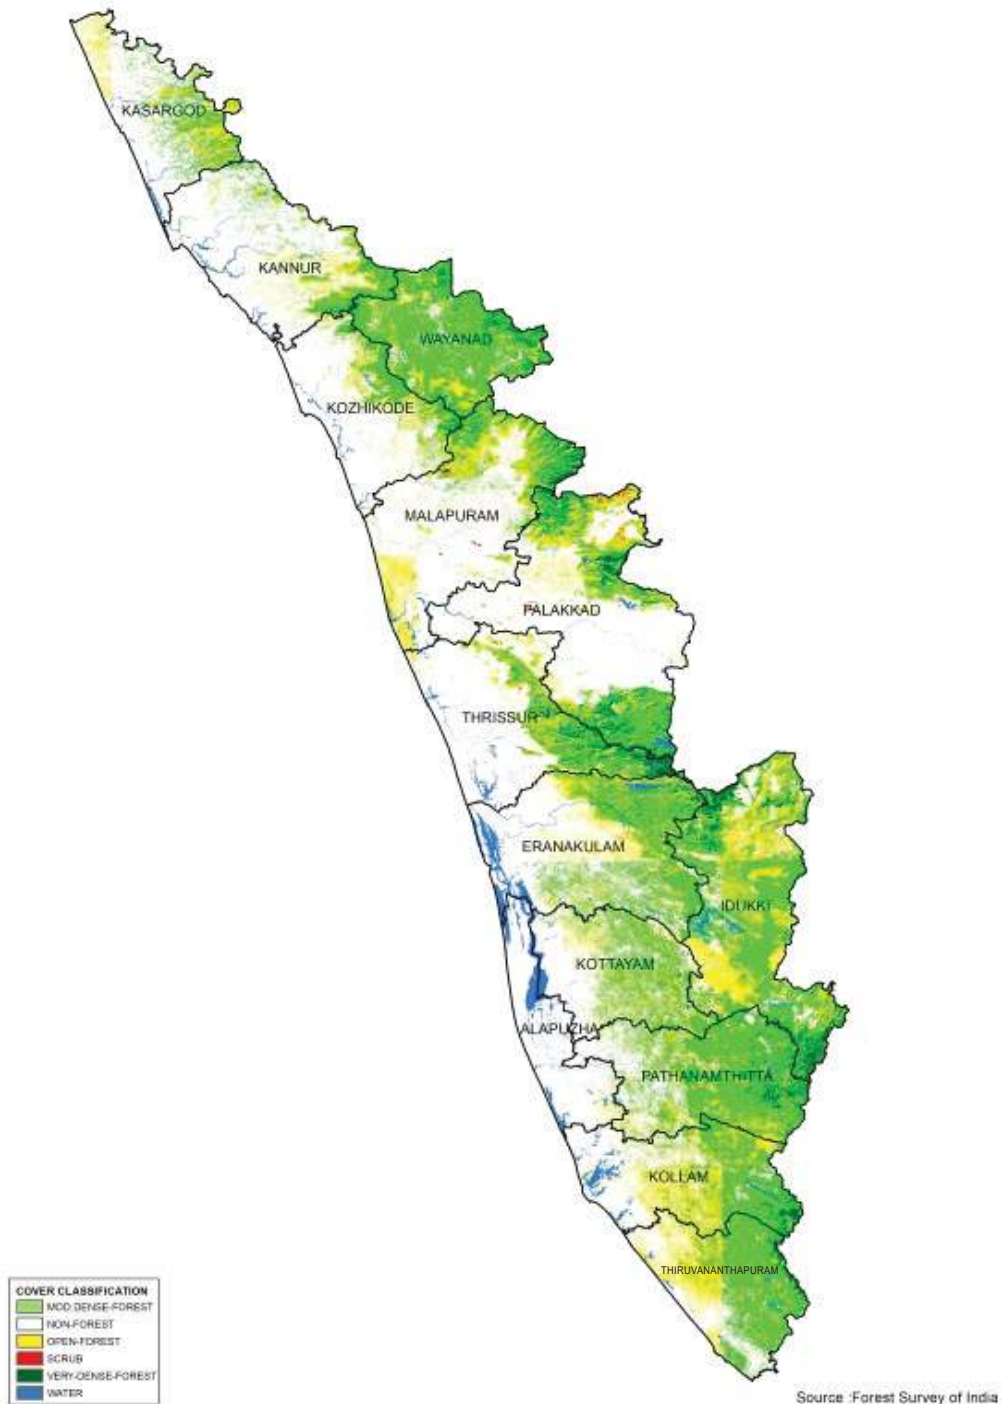 KASARGOD
KANNUR
WAYANAD
KOZHIKODE
MALAPURAM
PALAKKAD
THRISSUR
ERANAKULAM
IDUKKI
KOTTAYAM
ALAPUZHA
PATHANAMTHITTA
KOLLAM
THIRUVANANTHAPURAM
COVER CLASSIFICATION
MOD.DENSE-FOREST
NON-FOREST
OPEN-FOREST
SCRUB
VERY-DENSE-FOREST
WATER
Source :Forest Survey of India